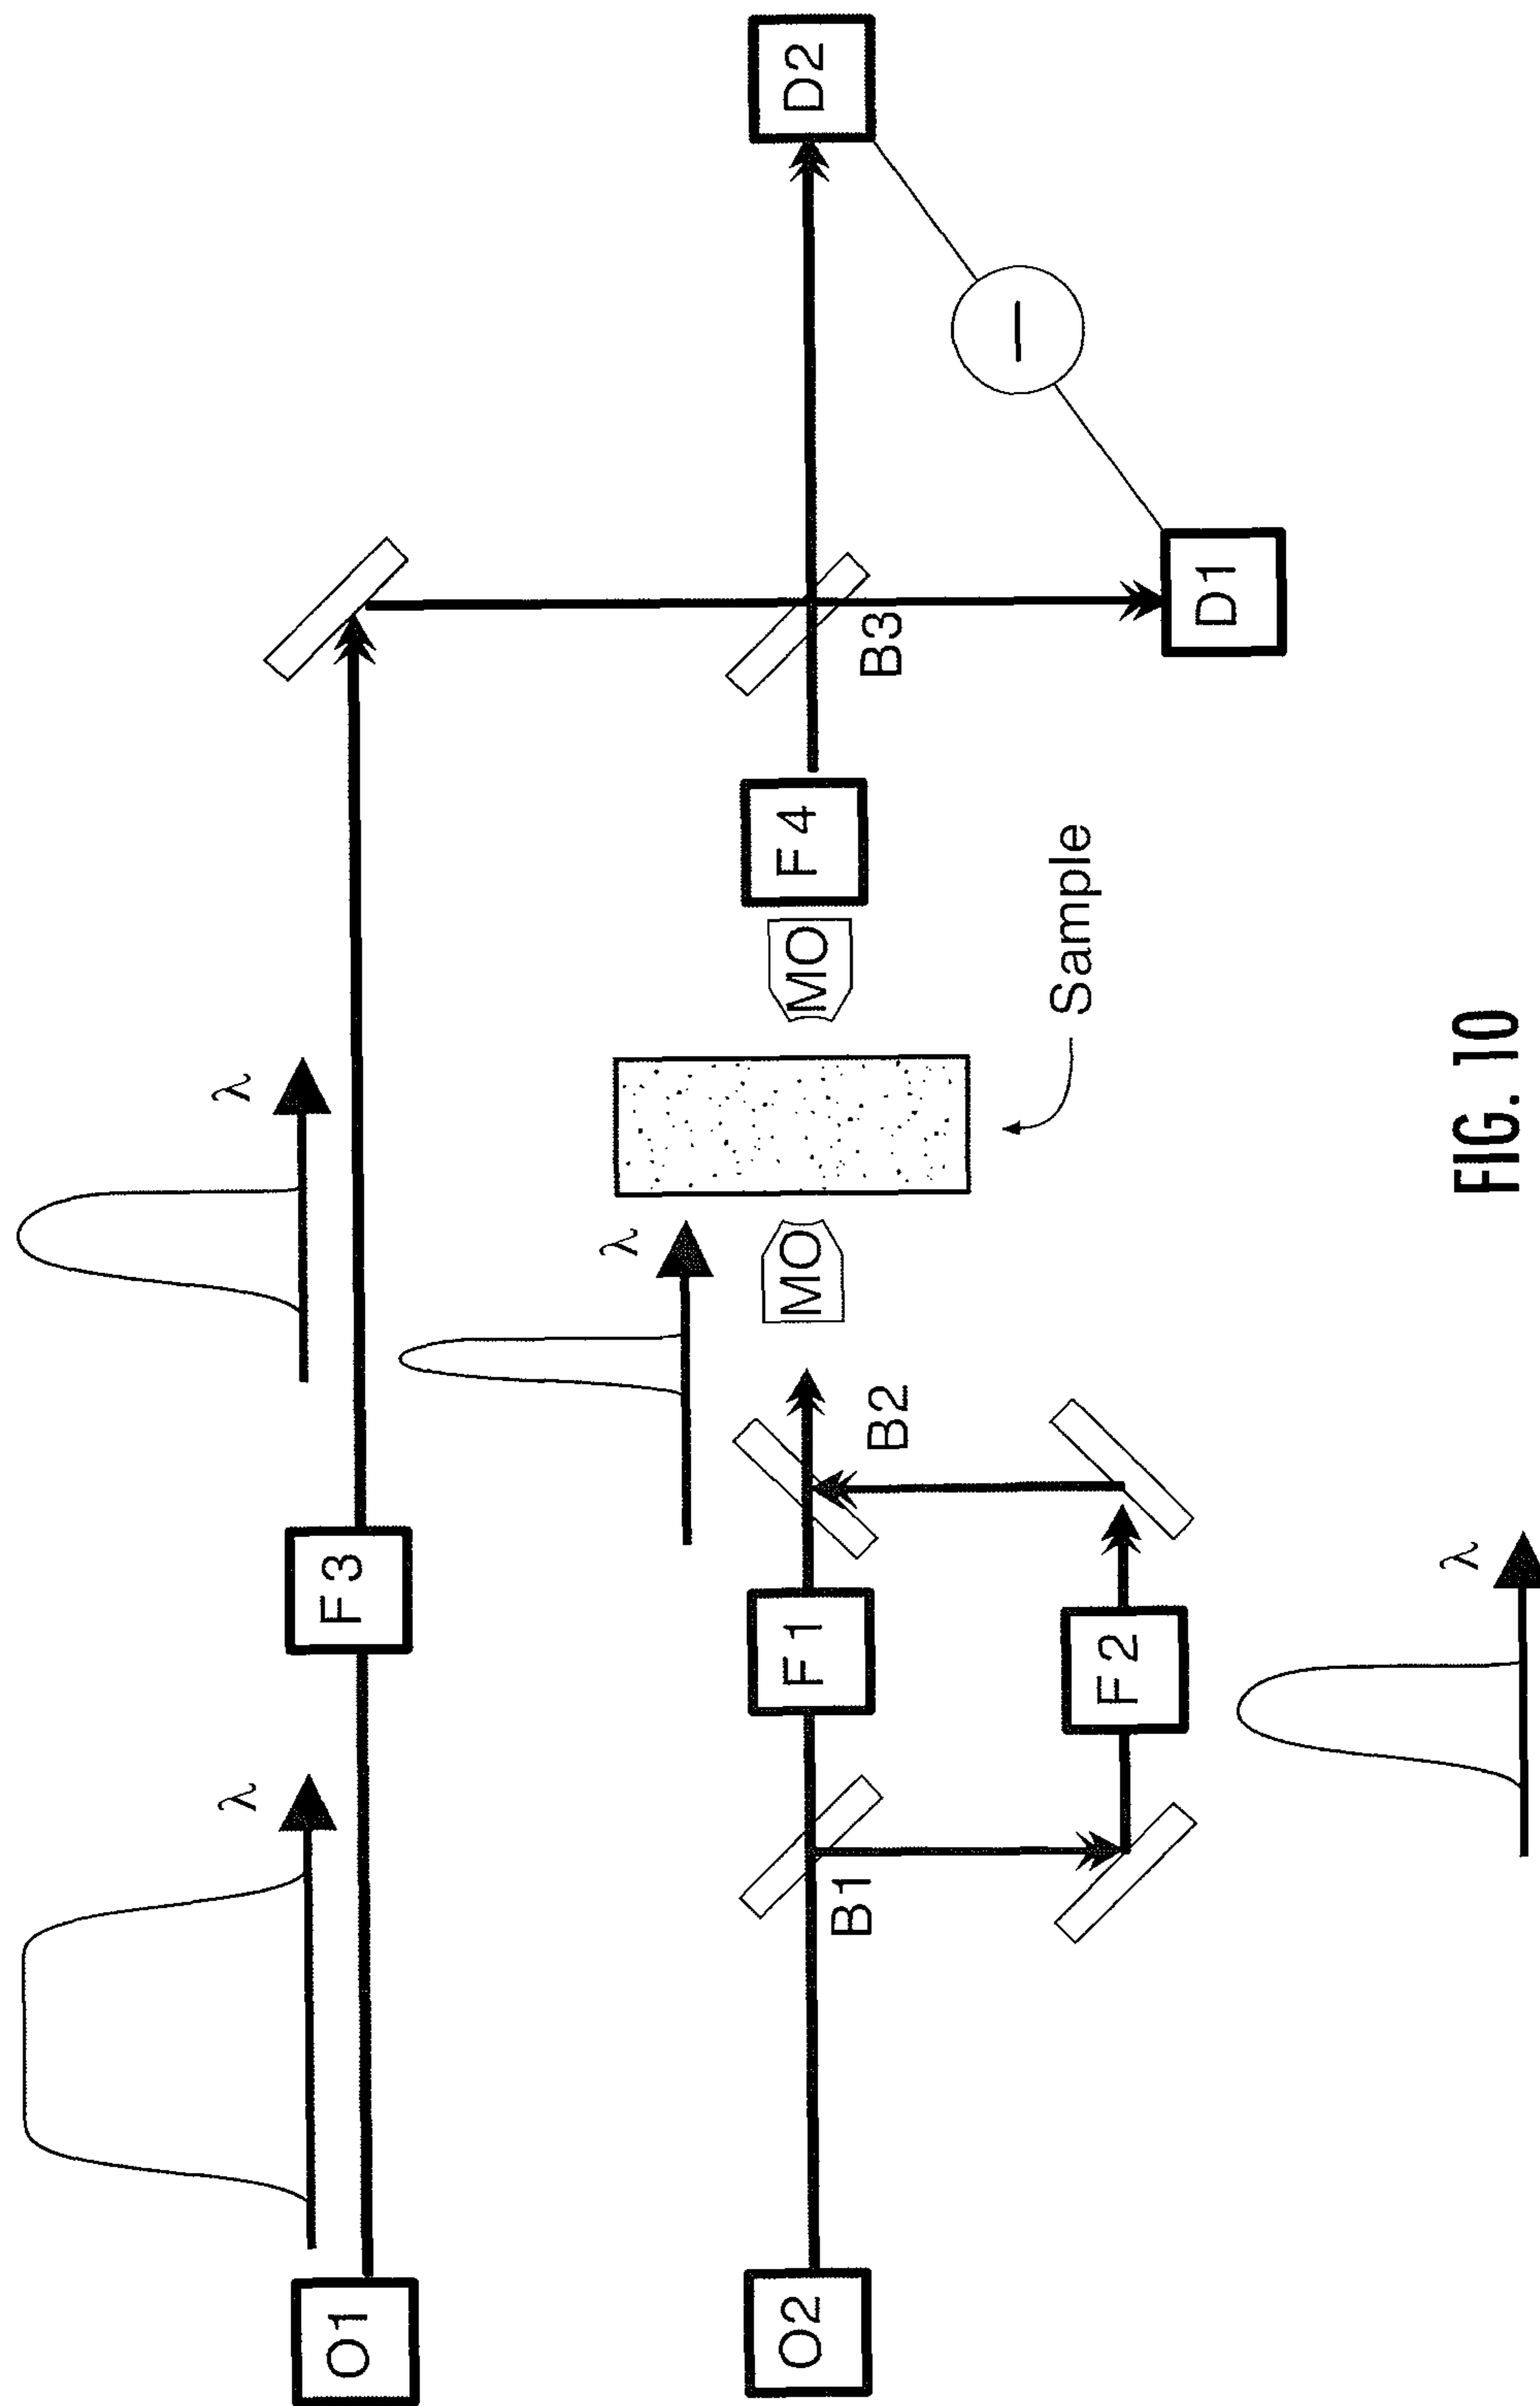 λ
λ
O1
F3
λ
O2
B1
F1
B2
MO
MO
F4
B3
D2
F2
Sample
D1
—
λ
FIG. 10